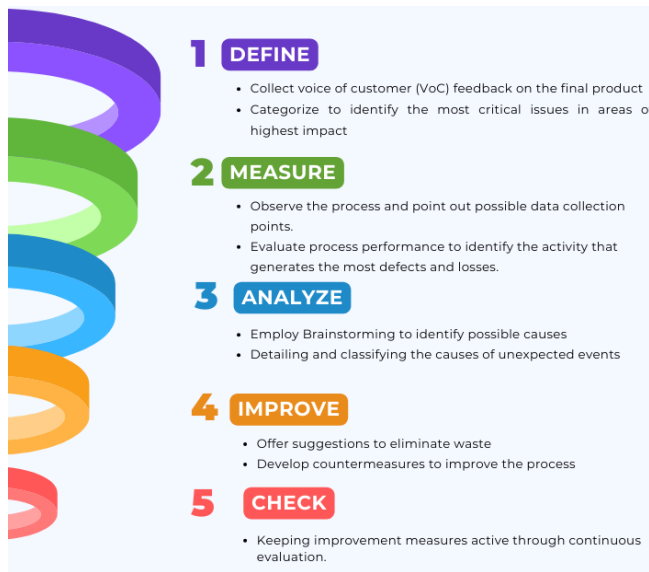 1 DEFINE
• Collect voice of customer (VoC) feedback on the final product
• Categorize to identify the most critical issues in areas o
highest impact
2 MEASURE
• Observe the process and point out possible data collection
points.
• Evaluate process performance to identify the activity that
generates the most defects and losses.
3 ANALYZE
• Employ Brainstorming to identify possible causes
• Detailing and classifying the causes of unexpected events
4 IMPROVE
• Offer suggestions to eliminate waste
• Develop countermeasures to improve the process
5 CHECK
• Keeping improvement measures active through continuous
evaluation.